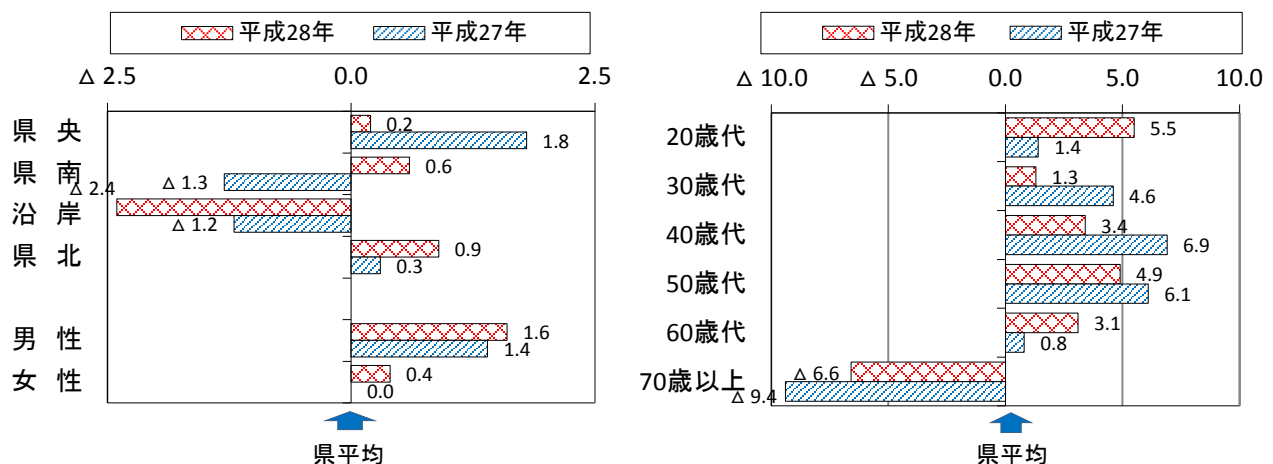 平成28年 平成27年
△ 2.5 0.0 2.5
県 央
0.2
1.8
県 南
0.6
△ 1.3
沿 岸
△ 2.4
△ 1.2
県 北
0.9
0.3
男 性
1.6
1.4
女 性
0.4
0.0
県平均
平成28年 平成27年
△ 10.0 △ 5.0 0.0 5.0 10.0
20歳代
5.5
1.4
30歳代
1.3
4.6
40歳代
3.4
6.9
50歳代
4.9
6.1
60歳代
3.1
0.8
70歳以上
△ 6.6
△ 9.4
県平均